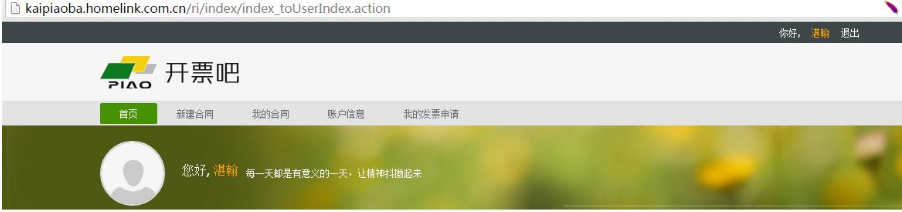 kaipiaoba.homelink.com.cn/ri/index/index_toUserIndex.action
你好, 湛翰 退出
PIAO 开票吧
首页 新建合同 我的合同 账户信息 我的发票申请
您好, 湛翰 每一天都是有意义的一天，让精神抖擞起来